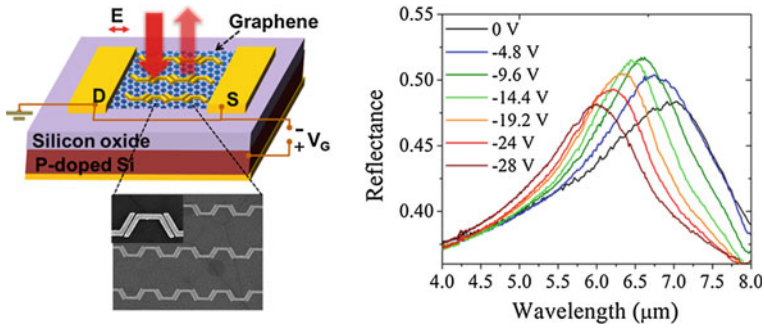 E
Graphene
D
S
-
+ V_G
Silicon oxide
P-doped Si
0.55
0.50
0.45
0.40
Reflectance
0 V
-4.8 V
-9.6 V
-14.4 V
-19.2 V
-24 V
-28 V
4.0 4.5 5.0 5.5 6.0 6.5 7.0 7.5 8.0
Wavelength (μm)